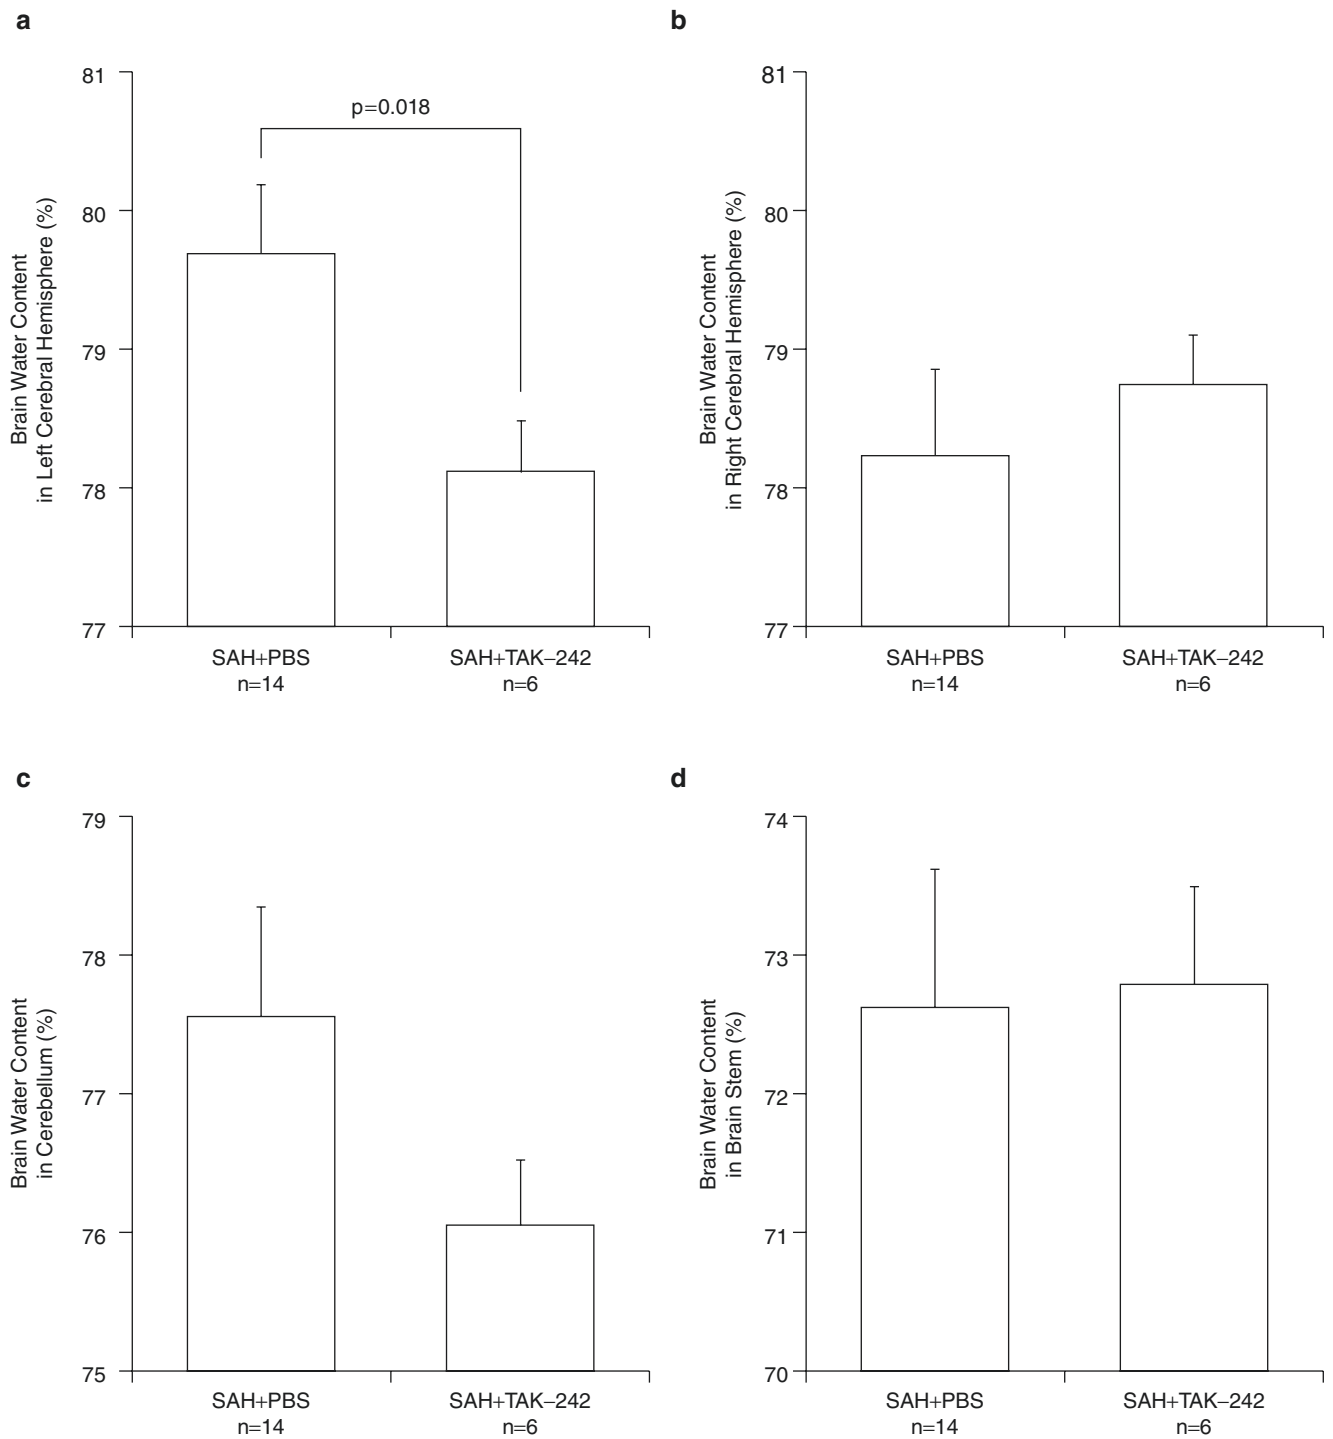 a
81
80
79
78
77
Brain Water Content
in Left Cerebral Hemisphere (%)
p=0.018
SAH+PBS
n=14
SAH+TAK–242
n=6
b
81
80
79
78
77
Brain Water Content
in Right Cerebral Hemisphere (%)
SAH+PBS
n=14
SAH+TAK–242
n=6
c
79
78
77
76
75
Brain Water Content
in Cerebellum (%)
SAH+PBS
n=14
SAH+TAK–242
n=6
d
74
73
72
71
70
Brain Water Content
in Brain Stem (%)
SAH+PBS
n=14
SAH+TAK–242
n=6